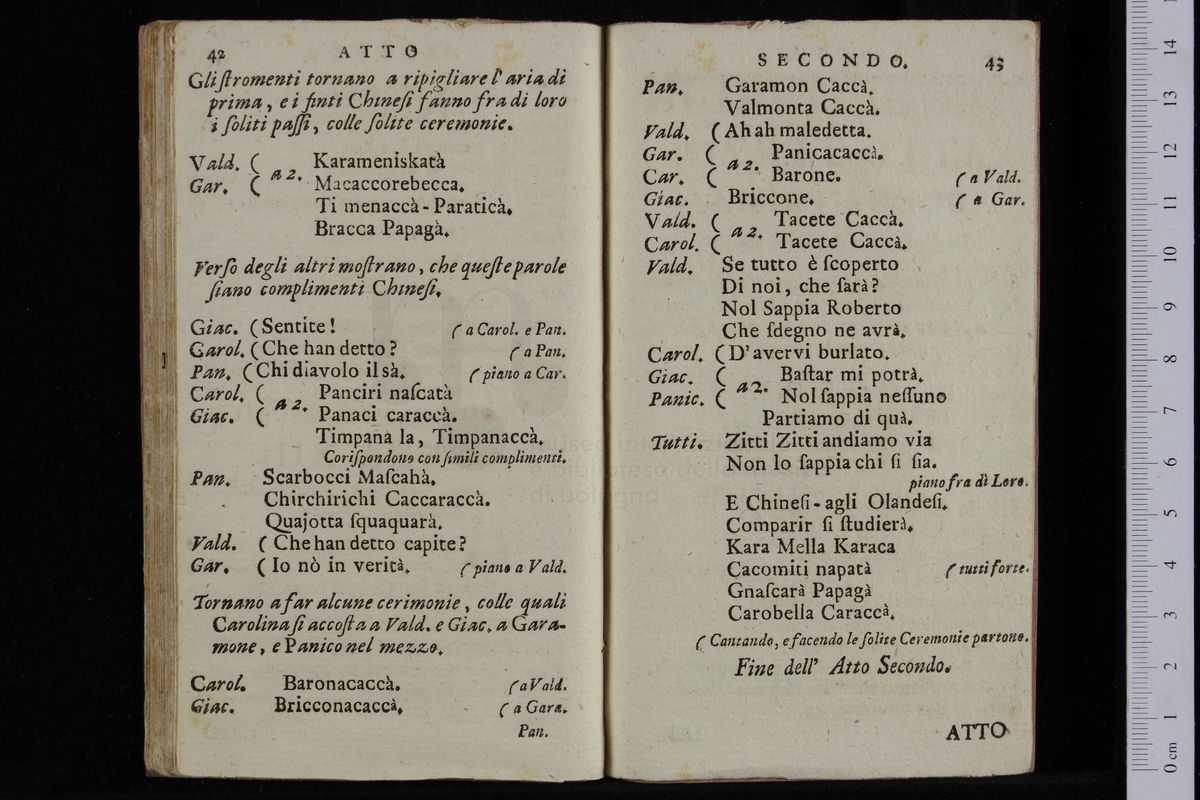 42 ATTO
Gli ſtromenti tornano a ripigliare l' aria di
prima, e i finti Chineſi fanno fra di loro
i ſoliti paſſi, colle ſolite ceremonie.
Vald. ( a 2. Karameniskatà
Gar. ( Macaccorebecca.
Ti menaccà - Paraticà.
Bracca Papagà.
Verſo degli altri moſtrano, che queſte parole
ſiano complimenti Chineſi.
Giac. (Sentite! ( a Carol. e Pan.
Garol. (Che han detto? ( a Pan.
Pan. (Chi diavolo il sà. ( piano a Car.
Carol. ( a 2. Panciri naſcatà
Giac. ( Panaci caraccà.
Timpana la, Timpanaccà.
Coriſpondono con ſimili complimenti.
Pan. Scarbocci Maſcahà.
Chirchirichi Caccaraccà.
Quajotta ſquaquarà.
Vald. ( Che han detto capite?
Gar. ( Io nò in verità. ( piano a Vald.
Tornano a far alcune cerimonie, colle quali
Carolina ſi accoſta a Vald. e Giac. a Gara-
mone, e Panico nel mezzo.
Carol. Baronacaccà. ( a Vald.
Giac. Bricconacaccà. ( a Gara.
Pan.
SECONDO. 43
Pan. Garamon Caccà.
Valmonta Caccà.
Vald. ( Ah ah maledetta.
Gar. ( a 2. Panicacaccà.
Car. ( Barone. ( a Vald.
Giac. Briccone. ( a Gar.
Vald. ( a 2. Tacete Caccà.
Carol. ( Tacete Caccà.
Vald. Se tutto è ſcoperto
Di noi, che ſarà?
Nol Sappia Roberto
Che ſdegno ne avrà.
Carol. (D' avervi burlato.
Giac. ( a 2. Baſtar mi potrà.
Panic. ( Nol ſappia neſſuno
Partiamo di quà.
Tutti. Zitti Zitti andiamo via
Non lo ſappia chi ſi ſia.
piano fra dì Loro.
E Chineſi - agli Olandeſi.
Comparir ſi ſtudierà.
Kara Mella Karaca
Cacomiti napatà ( tutti forte.
Gnaſcarà Papagà
Carobella Caraccà.
( Cantando, e facendo le ſolite Ceremonie partono.
Fine dell' Atto Secondo.
ATTO